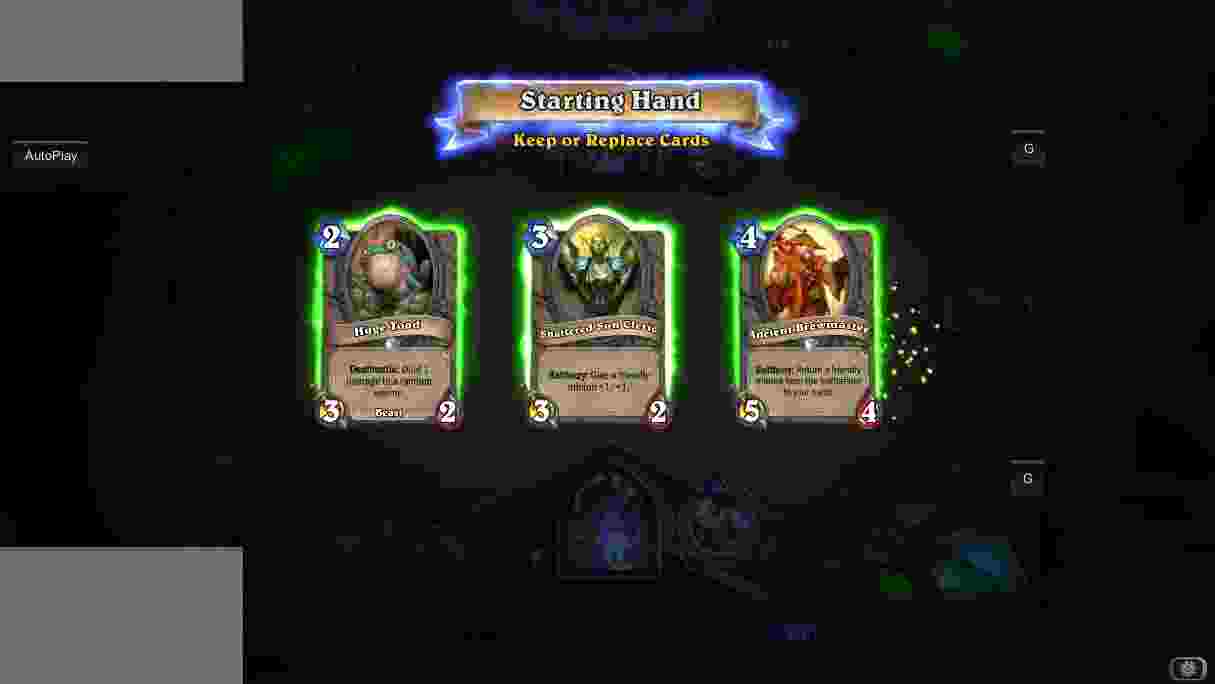 Starting Hand
Keep or Replace Cards
AutoPlay
G
2
3
4
Huge Toad
Shattered Sun Cleric
Ancient Brewmaster
Deathrattle: Deal 1
damage to a random
enemy.
Battlecry: Give a friendly
minion +1/+1.
Battlecry: Return a friendly
minion from the battlefield
to your hand.
Beast
3
2
3
2
5
4
G